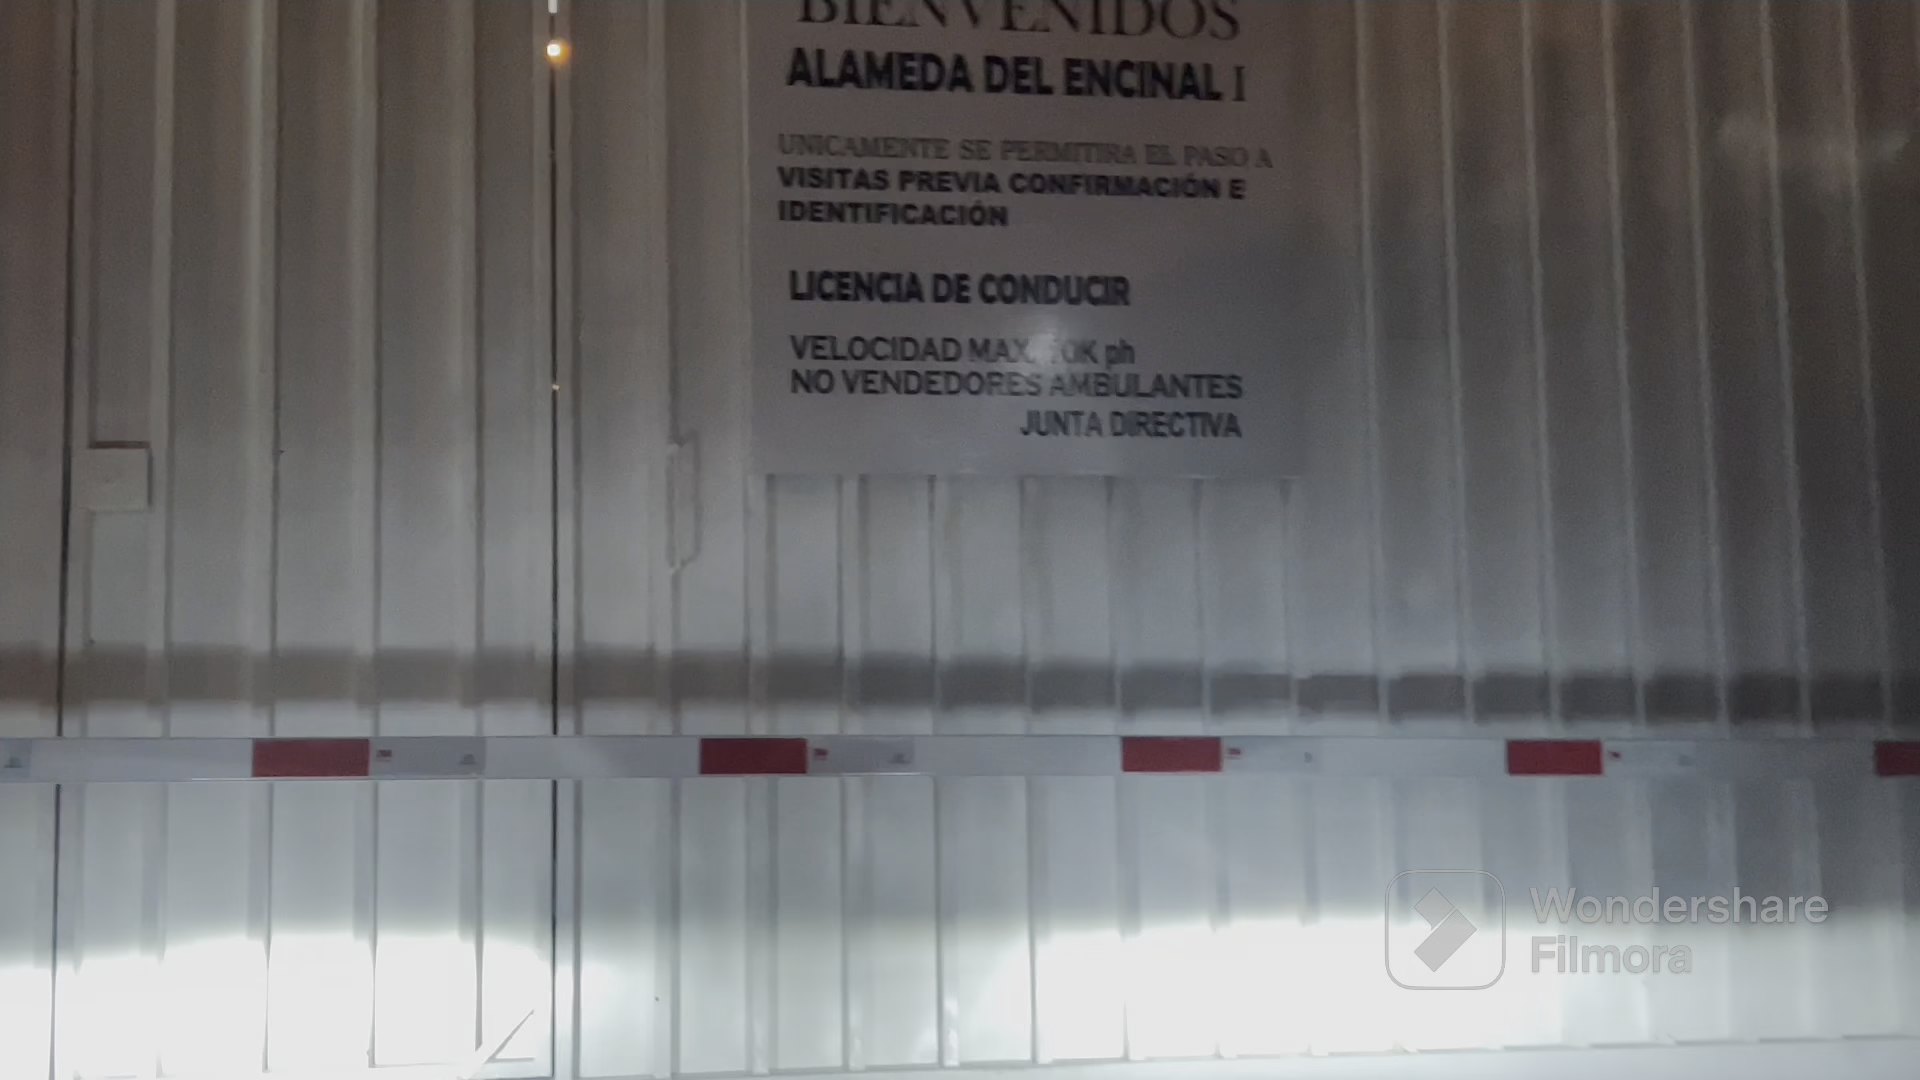 BIENVENIDOS
ALAMEDA DEL ENCINAL I
UNICAMENTE SE PERMITIRA EL PASO A
VISITAS PREVIA CONFIRMACIÓN E
IDENTIFICACIÓN
LICENCIA DE CONDUCIR
VELOCIDAD MAX. ph
NO VENDEDORES AMBULANTES
JUNTA DIRECTIVA
Wondershare
Filmora